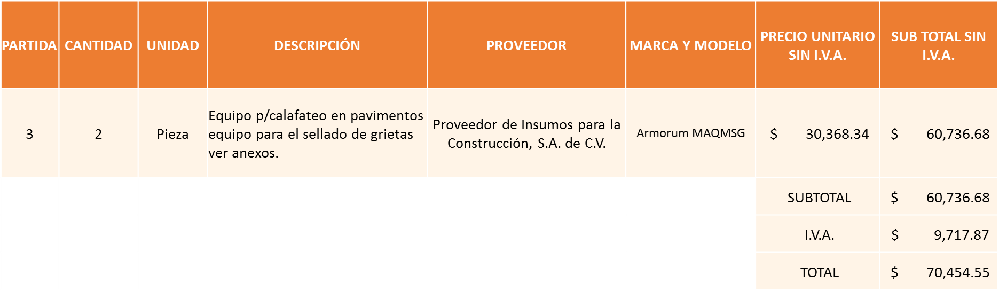 PARTIDA CANTIDAD UNIDAD DESCRIPCIÓN PROVEEDOR MARCA Y MODELO PRECIO UNITARIO SIN I.V.A. SUB TOTAL SIN I.V.A.
3 2 Pieza Equipo p/calafateo en pavimentos
equipo para el sellado de grietas
ver anexos.
Proveedor de Insumos para la
Construcción, S.A. de C.V.
Armorum MAQMSG $ 30,368.34 $ 60,736.68
SUBTOTAL $ 60,736.68
I.V.A. $ 9,717.87
TOTAL $ 70,454.55